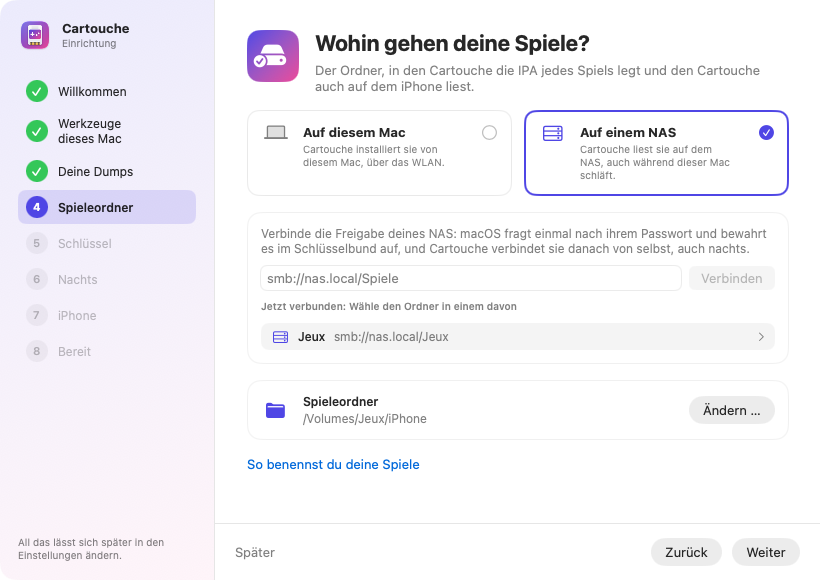 Cartouche
Einrichtung
Willkommen
Werkzeuge
dieses Mac
Deine Dumps
4 Spieleordner
5 Schlüssel
6 Nachts
7 iPhone
8 Bereit
All das lässt sich später in den
Einstellungen ändern.
Wohin gehen deine Spiele?
Der Ordner, in den Cartouche die IPA jedes Spiels legt und den Cartouche
auch auf dem iPhone liest.
Auf diesem Mac
Cartouche installiert sie von
diesem Mac, über das WLAN.
Auf einem NAS
Cartouche liest sie auf dem
NAS, auch während dieser Mac
schläft.
Verbinde die Freigabe deines NAS: macOS fragt einmal nach ihrem Passwort und bewahrt
es im Schlüsselbund auf, und Cartouche verbindet sie danach von selbst, auch nachts.
smb://nas.local/Spiele
Verbinden
Jetzt verbunden: Wähle den Ordner in einem davon
Jeux smb://nas.local/Jeux
Spieleordner
/Volumes/Jeux/iPhone
Ändern ...
So benennst du deine Spiele
Später
Zurück
Weiter